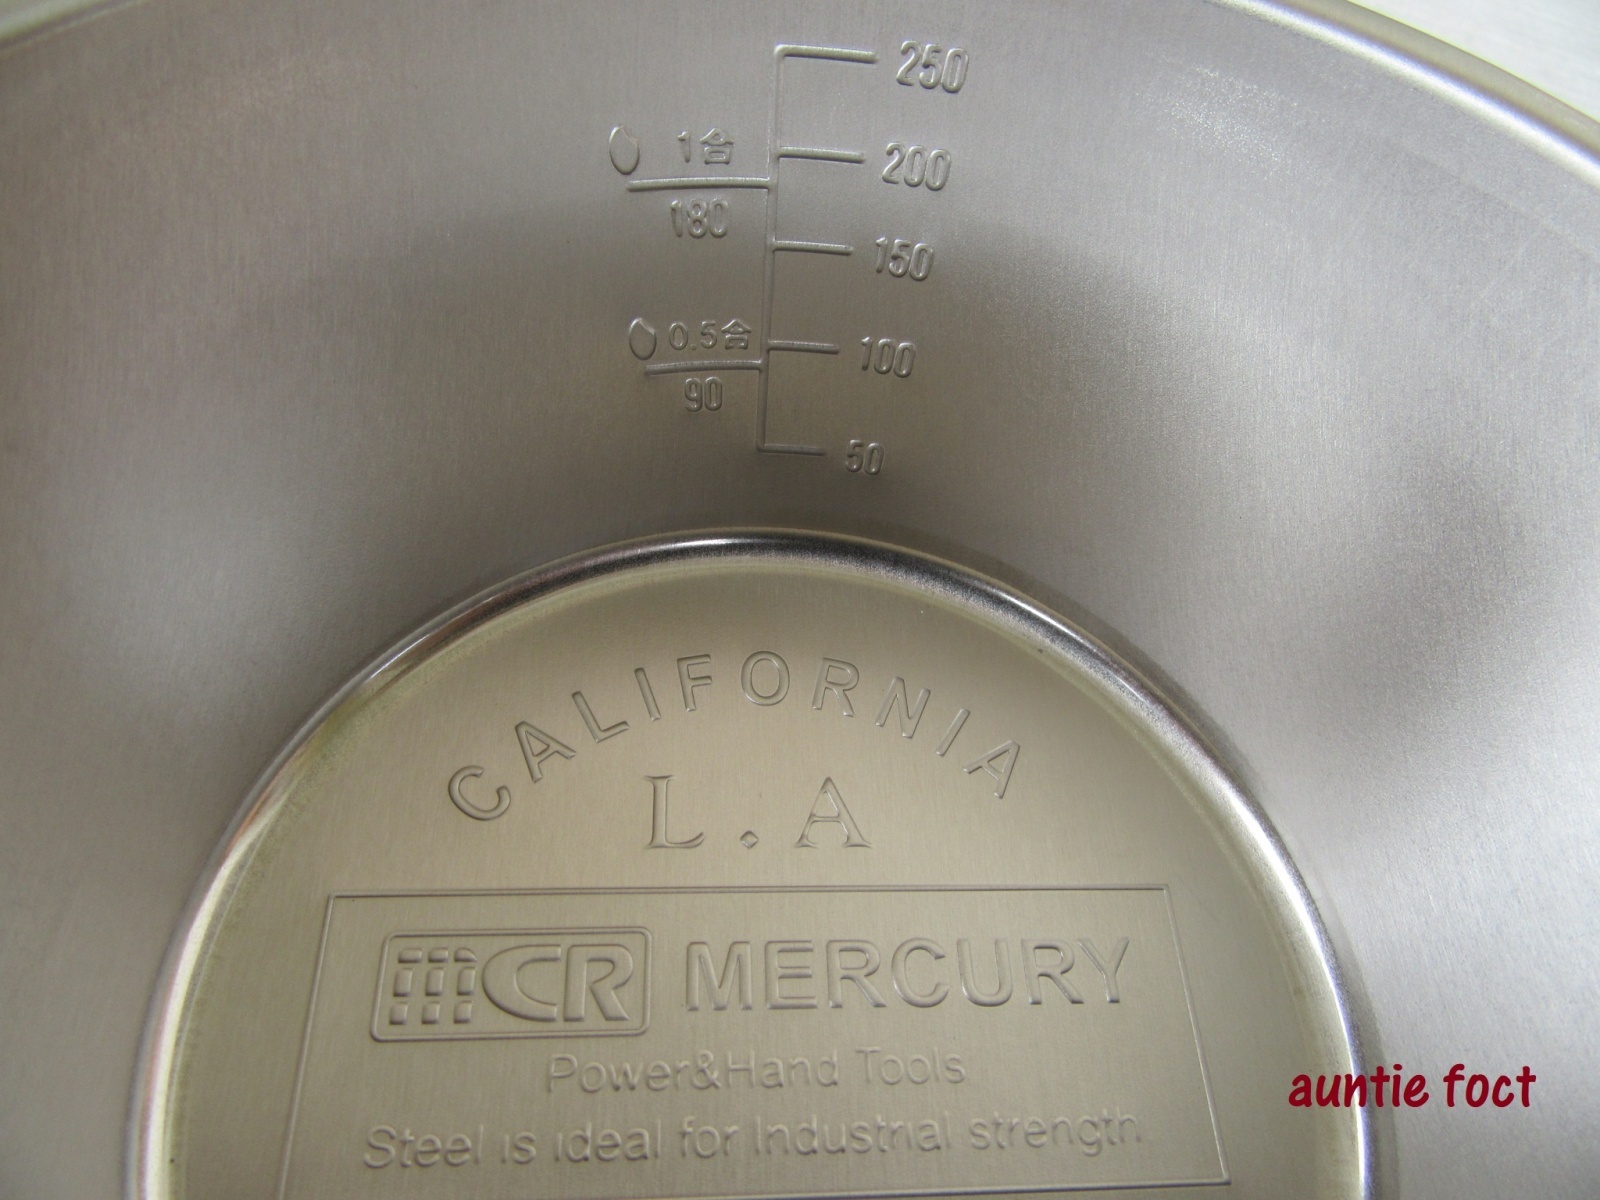 250
1合
200
180
150
0.5合
100
90
50
CALIFORNIA
L.A
MCR MERCURY
Power&Hand Tools
Steel is ideal for Industrial strength
auntie foct